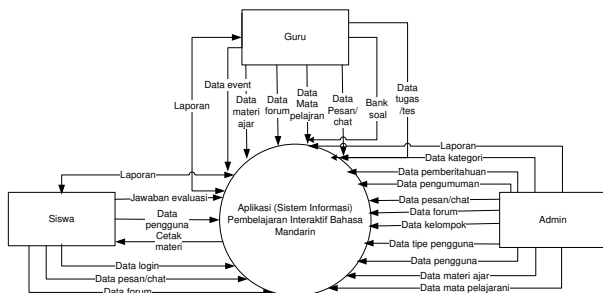 Guru
Data event
Data
materi
ajar
Data
forum
Data
Mata
pelajran
Data
Pesan/
chat
Bank
soal
Data
tugas
/tes
Laporan
Laporan
Laporan
Data kategori
Data pemberitahuan
Data pengumuman
Data pesan/chat
Data forum
Data kelompok
Data tipe pengguna
Data pengguna
Data materi ajar
Data mata pelajarani
Admin
Siswa
Jawaban evaluasi
Data
pengguna
Cetak
materi
Data login
Data pesan/chat
Data forum
Aplikasi (Sistem Informasi)
Pembelajaran Interaktif Bahasa
Mandarin